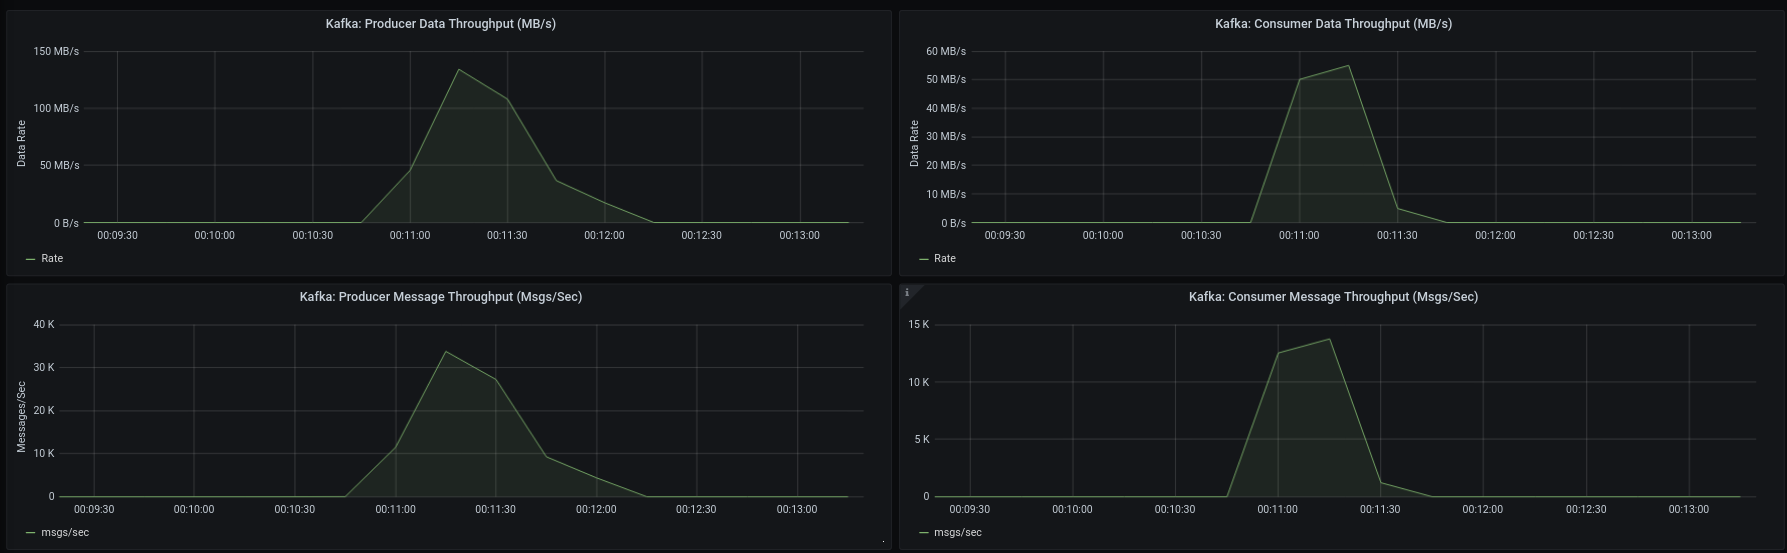 Kafka: Producer Data Throughput (MB/s)
150 MB/s
100 MB/s
50 MB/s
0 B/s
Data Rate
00:09:30 00:10:00 00:10:30 00:11:00 00:11:30 00:12:00 00:12:30 00:13:00
Rate
Kafka: Consumer Data Throughput (MB/s)
60 MB/s
50 MB/s
40 MB/s
30 MB/s
20 MB/s
10 MB/s
0 B/s
Data Rate
00:09:30 00:10:00 00:10:30 00:11:00 00:11:30 00:12:00 00:12:30 00:13:00
Rate
Kafka: Producer Message Throughput (Msgs/Sec)
40 K
30 K
20 K
10 K
0
Messages/Sec
00:09:30 00:10:00 00:10:30 00:11:00 00:11:30 00:12:00 00:12:30 00:13:00
msgs/sec
i
Kafka: Consumer Message Throughput (Msgs/Sec)
15 K
10 K
5 K
0
00:09:30 00:10:00 00:10:30 00:11:00 00:11:30 00:12:00 00:12:30 00:13:00
msgs/sec